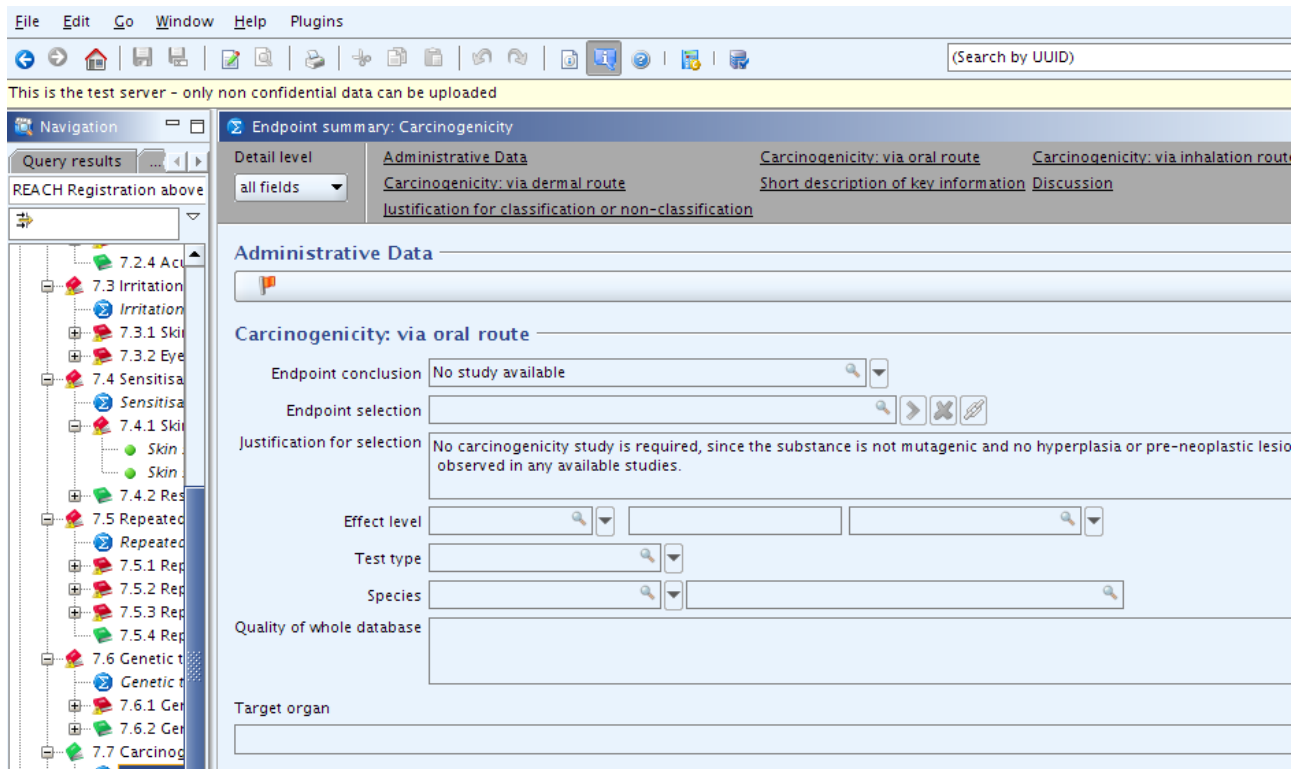 File Edit Go Window Help Plugins
(Search by UUID)
This is the test server - only non confidential data can be uploaded
Navigation
Endpoint summary: Carcinogenicity
Query results ...
REACH Registration above
Detail level
all fields
Administrative Data Carcinogenicity: via oral route Carcinogenicity: via inhalation route
Carcinogenicity: via dermal route Short description of key information Discussion
Justification for classification or non-classification
7.2.4 Acu
7.3 Irritation
Irritation
7.3.1 Skin
7.3.2 Eye
7.4 Sensitisa
Sensitisa
7.4.1 Skin
Skin
Skin
7.4.2 Res
7.5 Repeated
Repeated
7.5.1 Rep
7.5.2 Rep
7.5.3 Rep
7.5.4 Rep
7.6 Genetic t
Genetic t
7.6.1 Ger
7.6.2 Ger
7.7 Carcinog
Administrative Data
Carcinogenicity: via oral route
Endpoint conclusion No study available
Endpoint selection
Justification for selection No carcinogenicity study is required, since the substance is not mutagenic and no hyperplasia or pre-neoplastic lesio
observed in any available studies.
Effect level
Test type
Species
Quality of whole database
Target organ